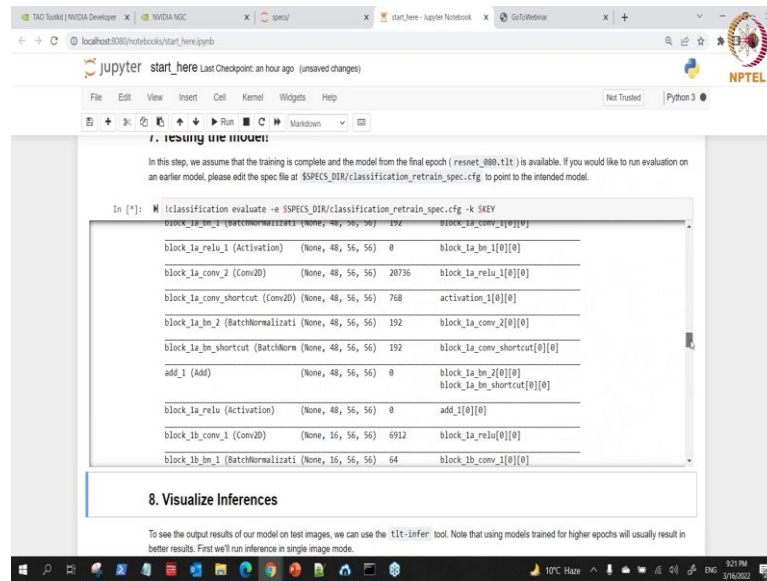 TAO Toolkit | NVIDIA Developer
NVIDIA NGC
specs/
start_here - Jupyter Notebook
GoToWebinar
localhost:8080/notebooks/start_here.ipynb
NPTEL
jupyter start_here Last Checkpoint: an hour ago (unsaved changes)
File Edit View Insert Cell Kernel Widgets Help
Not Trusted
Python 3
Run
Markdown
7. Testing the model!
In this step, we assume that the training is complete and the model from the final epoch ( resnet_080.tlt ) is available. If you would like to run evaluation on
an earlier model, please edit the spec file at $SPECS_DIR/classification_retrain_spec.cfg to point to the intended model.
In [*]: !classification evaluate -e $SPECS_DIR/classification_retrain_spec.cfg -k $KEY
block_1a_bn_1 (BatchNormalizati (None, 48, 56, 56) 192 block_1a_conv_1[0][0]
block_1a_relu_1 (Activation) (None, 48, 56, 56) 0 block_1a_bn_1[0][0]
block_1a_conv_2 (Conv2D) (None, 48, 56, 56) 20736 block_1a_relu_1[0][0]
block_1a_conv_shortcut (Conv2D) (None, 48, 56, 56) 768 activation_1[0][0]
block_1a_bn_2 (BatchNormalizati (None, 48, 56, 56) 192 block_1a_conv_2[0][0]
block_1a_bn_shortcut (BatchNorm (None, 48, 56, 56) 192 block_1a_conv_shortcut[0][0]
add_1 (Add) (None, 48, 56, 56) 0 block_1a_bn_2[0][0]
block_1a_bn_shortcut[0][0]
block_1a_relu (Activation) (None, 48, 56, 56) 0 add_1[0][0]
block_1b_conv_1 (Conv2D) (None, 16, 56, 56) 6912 block_1a_relu[0][0]
block_1b_bn_1 (BatchNormalizati (None, 16, 56, 56) 64 block_1b_conv_1[0][0]
8. Visualize Inferences
To see the output results of our model on test images, we can use the tlt-infer tool. Note that using models trained for higher epochs will usually result in
better results. First we'll run inference in single image mode.
10°C Haze
ENG
9:21 PM
3/16/2022